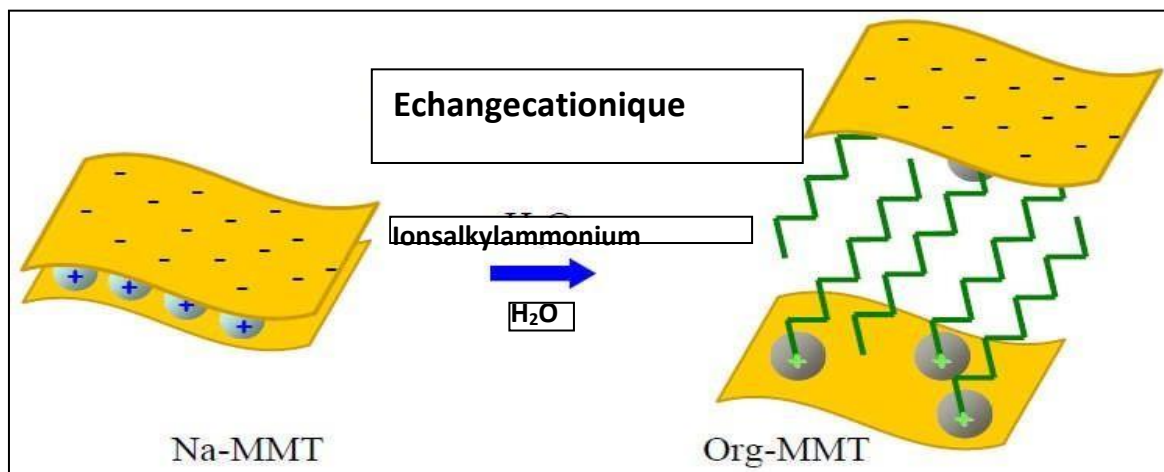 Echangecationique
Ionsalkylammonium
H₂O
Na-MMT
Org-MMT